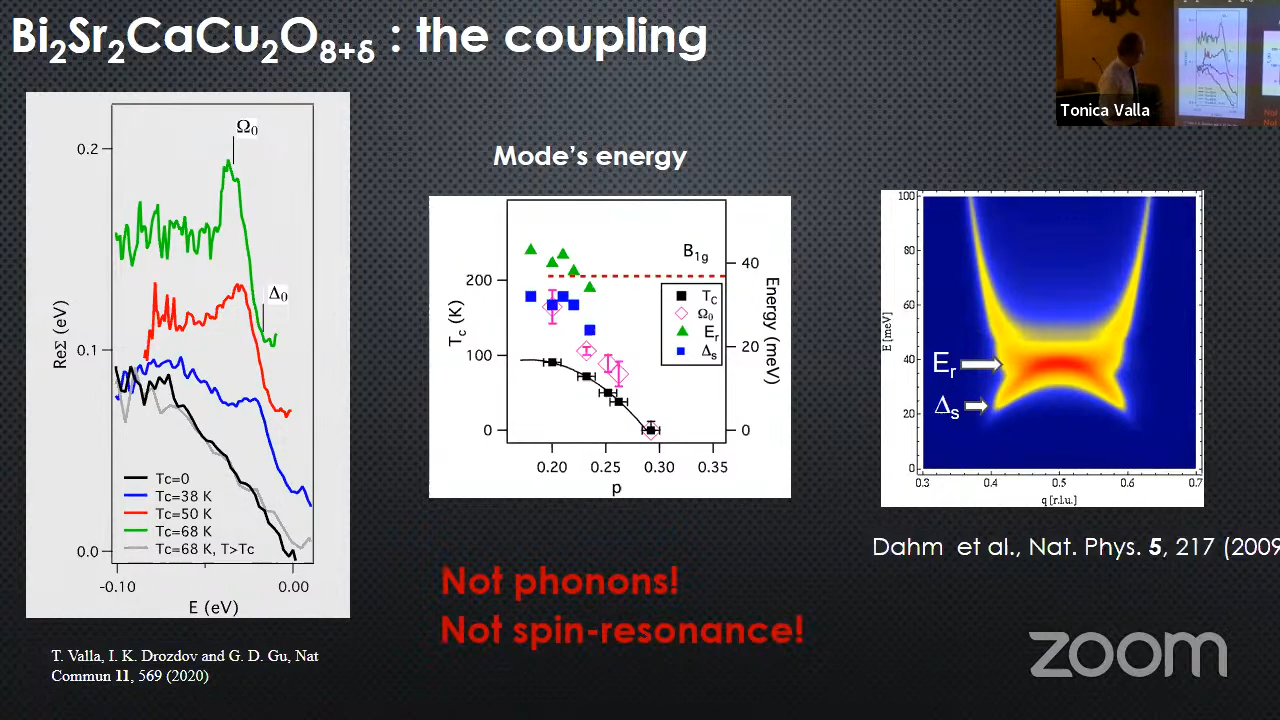 Bi2Sr2CaCu2O8+δ : the coupling
Tonica Valla
Ω0
Δ0
0.2
0.1
0.0
ReΣ (eV)
Tc=0
Tc=38 K
Tc=50 K
Tc=68 K
Tc=68 K, T>Tc
-0.10
0.00
E (eV)
T. Valla, I. K. Drozdov and G. D. Gu, Nat
Commun 11, 569 (2020)
Mode's energy
B1g
200
100
0
Tc (K)
40
20
0
Energy (meV)
TC
Ω0
Er
Δs
0.20
0.25
0.30
0.35
p
Not phonons!
Not spin-resonance!
100
80
60
40
20
0
E [meV]
Er
Δs
0.3
0.4
0.5
0.6
0.7
q [r.l.u.]
Dahm et al., Nat. Phys. 5, 217 (2009
zoom